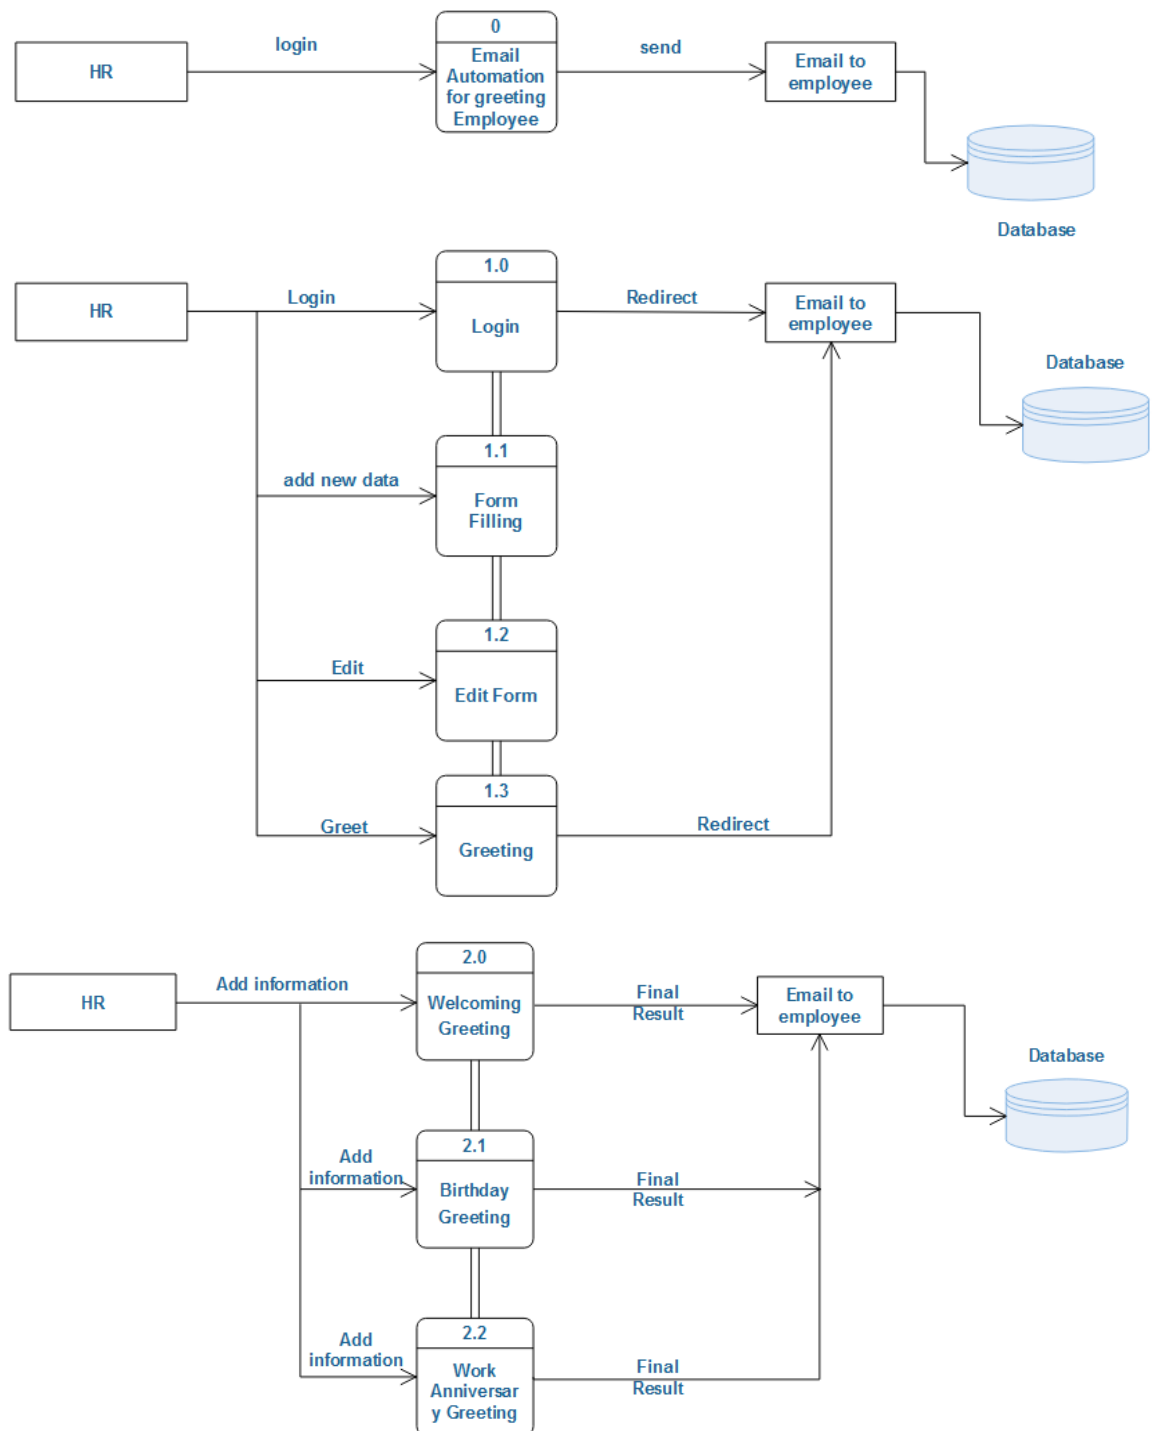 login
0
send
HR
Email
Automation
for greeting
Employee
Email to
employee
Database
HR
Login
1.0
Login
Redirect
Email to
employee
Database
add new data
1.1
Form
Filling
Edit
1.2
Edit Form
Greet
1.3
Greeting
Redirect
HR
Add information
2.0
Welcoming
Greeting
Final
Result
Email to
employee
Database
Add
information
2.1
Birthday
Greeting
Final
Result
Add
information
2.2
Work
Anniversar
y Greeting
Final
Result